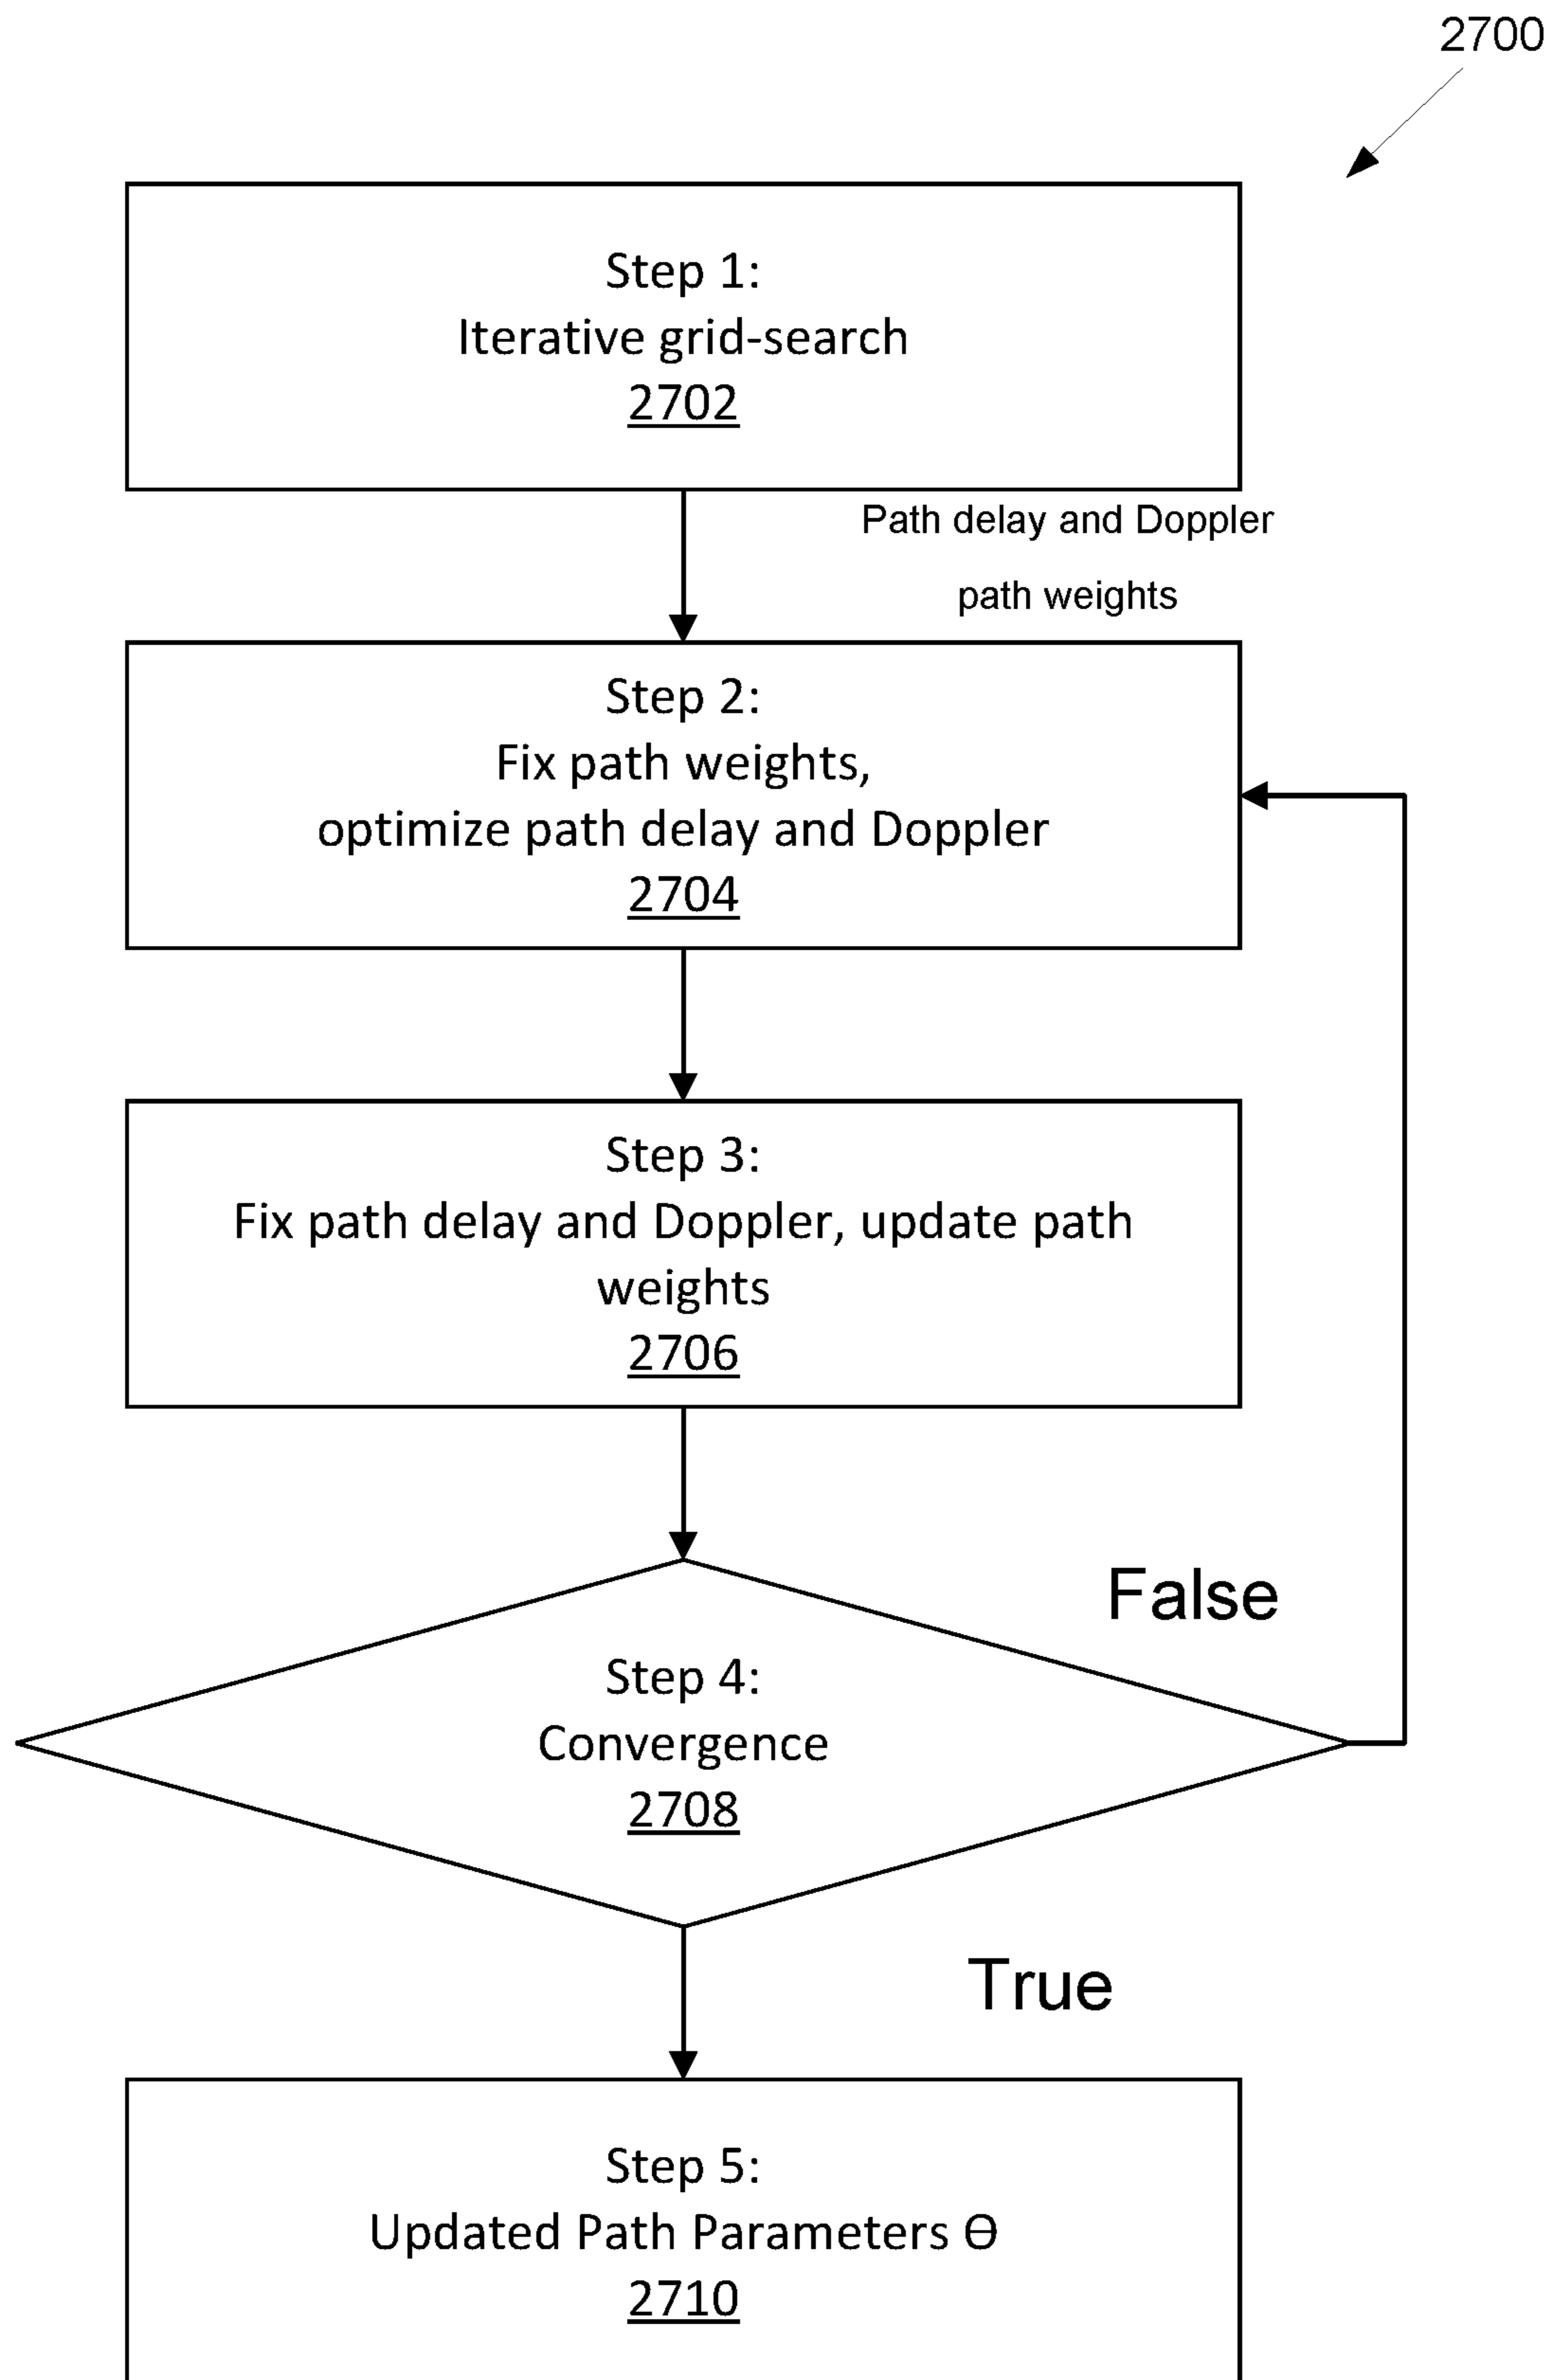 2700
Step 1:
Iterative grid-search
2702
Path delay and Doppler
path weights
Step 2:
Fix path weights,
optimize path delay and Doppler
2704
Step 3:
Fix path delay and Doppler, update path
weights
2706
False
Step 4:
Convergence
2708
True
Step 5:
Updated Path Parameters Θ
2710